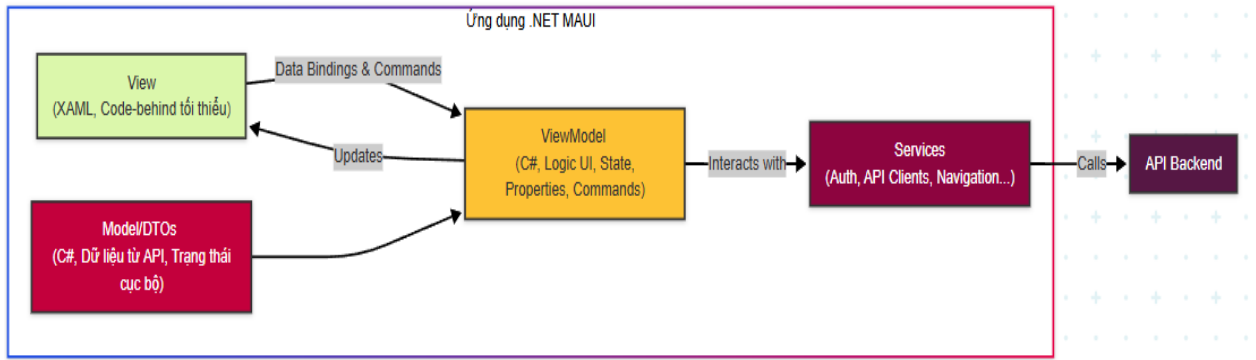 Ứng dụng .NET MAUI
View
(XAML, Code-behind tối thiểu)
Data Bindings & Commands
Updates
ViewModel
(C#, Logic UI, State,
Properties, Commands)
Interacts with
Services
(Auth, API Clients, Navigation...)
Calls
API Backend
Model/DTOs
(C#, Dữ liệu từ API, Trạng thái
cục bộ)